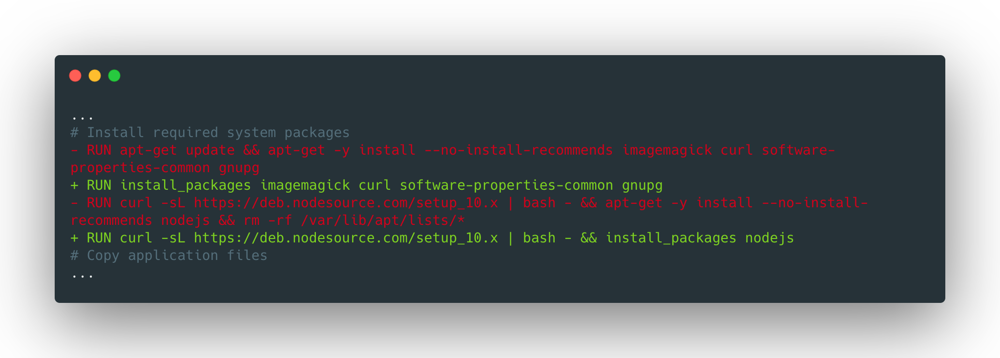 ...
# Install required system packages
- RUN apt-get update && apt-get -y install --no-install-recommends imagemagick curl software-
properties-common gnupg
+ RUN install_packages imagemagick curl software-properties-common gnupg
- RUN curl -sL https://deb.nodesource.com/setup_10.x | bash - && apt-get -y install --no-install-
recommends nodejs && rm -rf /var/lib/apt/lists/*
+ RUN curl -sL https://deb.nodesource.com/setup_10.x | bash - && install_packages nodejs
# Copy application files
...